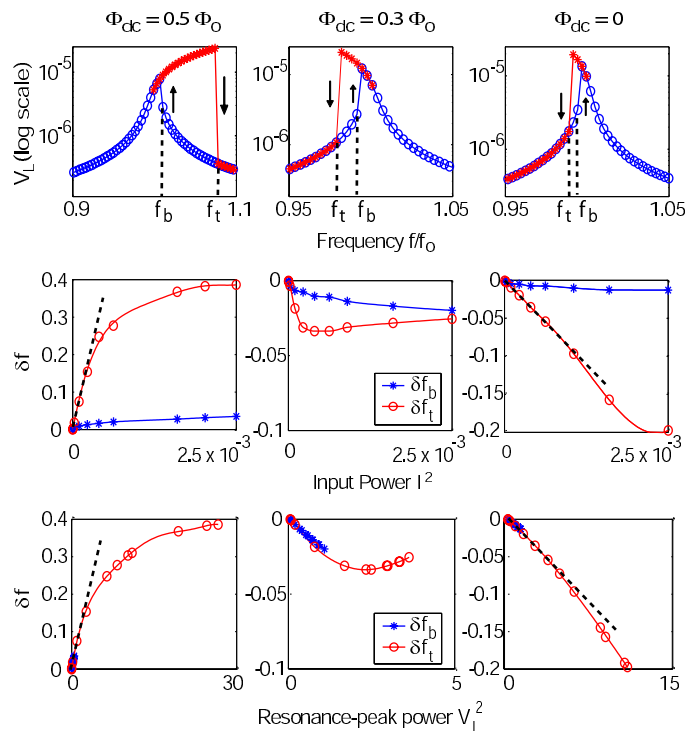 Φdc = 0.5 Φo
Φdc = 0.3 Φo
Φdc = 0
VL (log scale)
10^-5
10^-6
0.9
fb
ft
1.1
10^-5
10^-6
0.95
ft
fb
1.05
10^-5
10^-6
0.95
ft
fb
1.05
Frequency f/fo
δf
0.4
0.3
0.2
0.1
0
0
2.5 x 10^-3
0
-0.05
-0.1
0
2.5 x 10^-3
δfb
δft
0
-0.05
-0.1
-0.15
-0.2
0
2.5 x 10^-3
Input Power I^2
δf
0.4
0.3
0.2
0.1
0
0
30
0
-0.05
-0.1
0
5
δfb
δft
0
-0.05
-0.1
-0.15
-0.2
0
15
Resonance-peak power VL^2